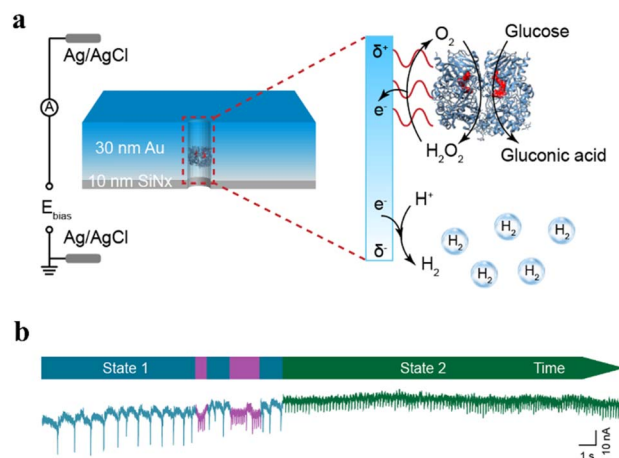 a
Ag/AgCl
A
30 nm Au
10 nm SiNx
E_bias
Ag/AgCl
δ⁺
O₂
Glucose
e⁻
H₂O₂
Gluconic acid
e⁻
H⁺
δ⁻
H₂
H₂
H₂
H₂
H₂
H₂
b
State 1
State 2
Time
1 s
10 nA